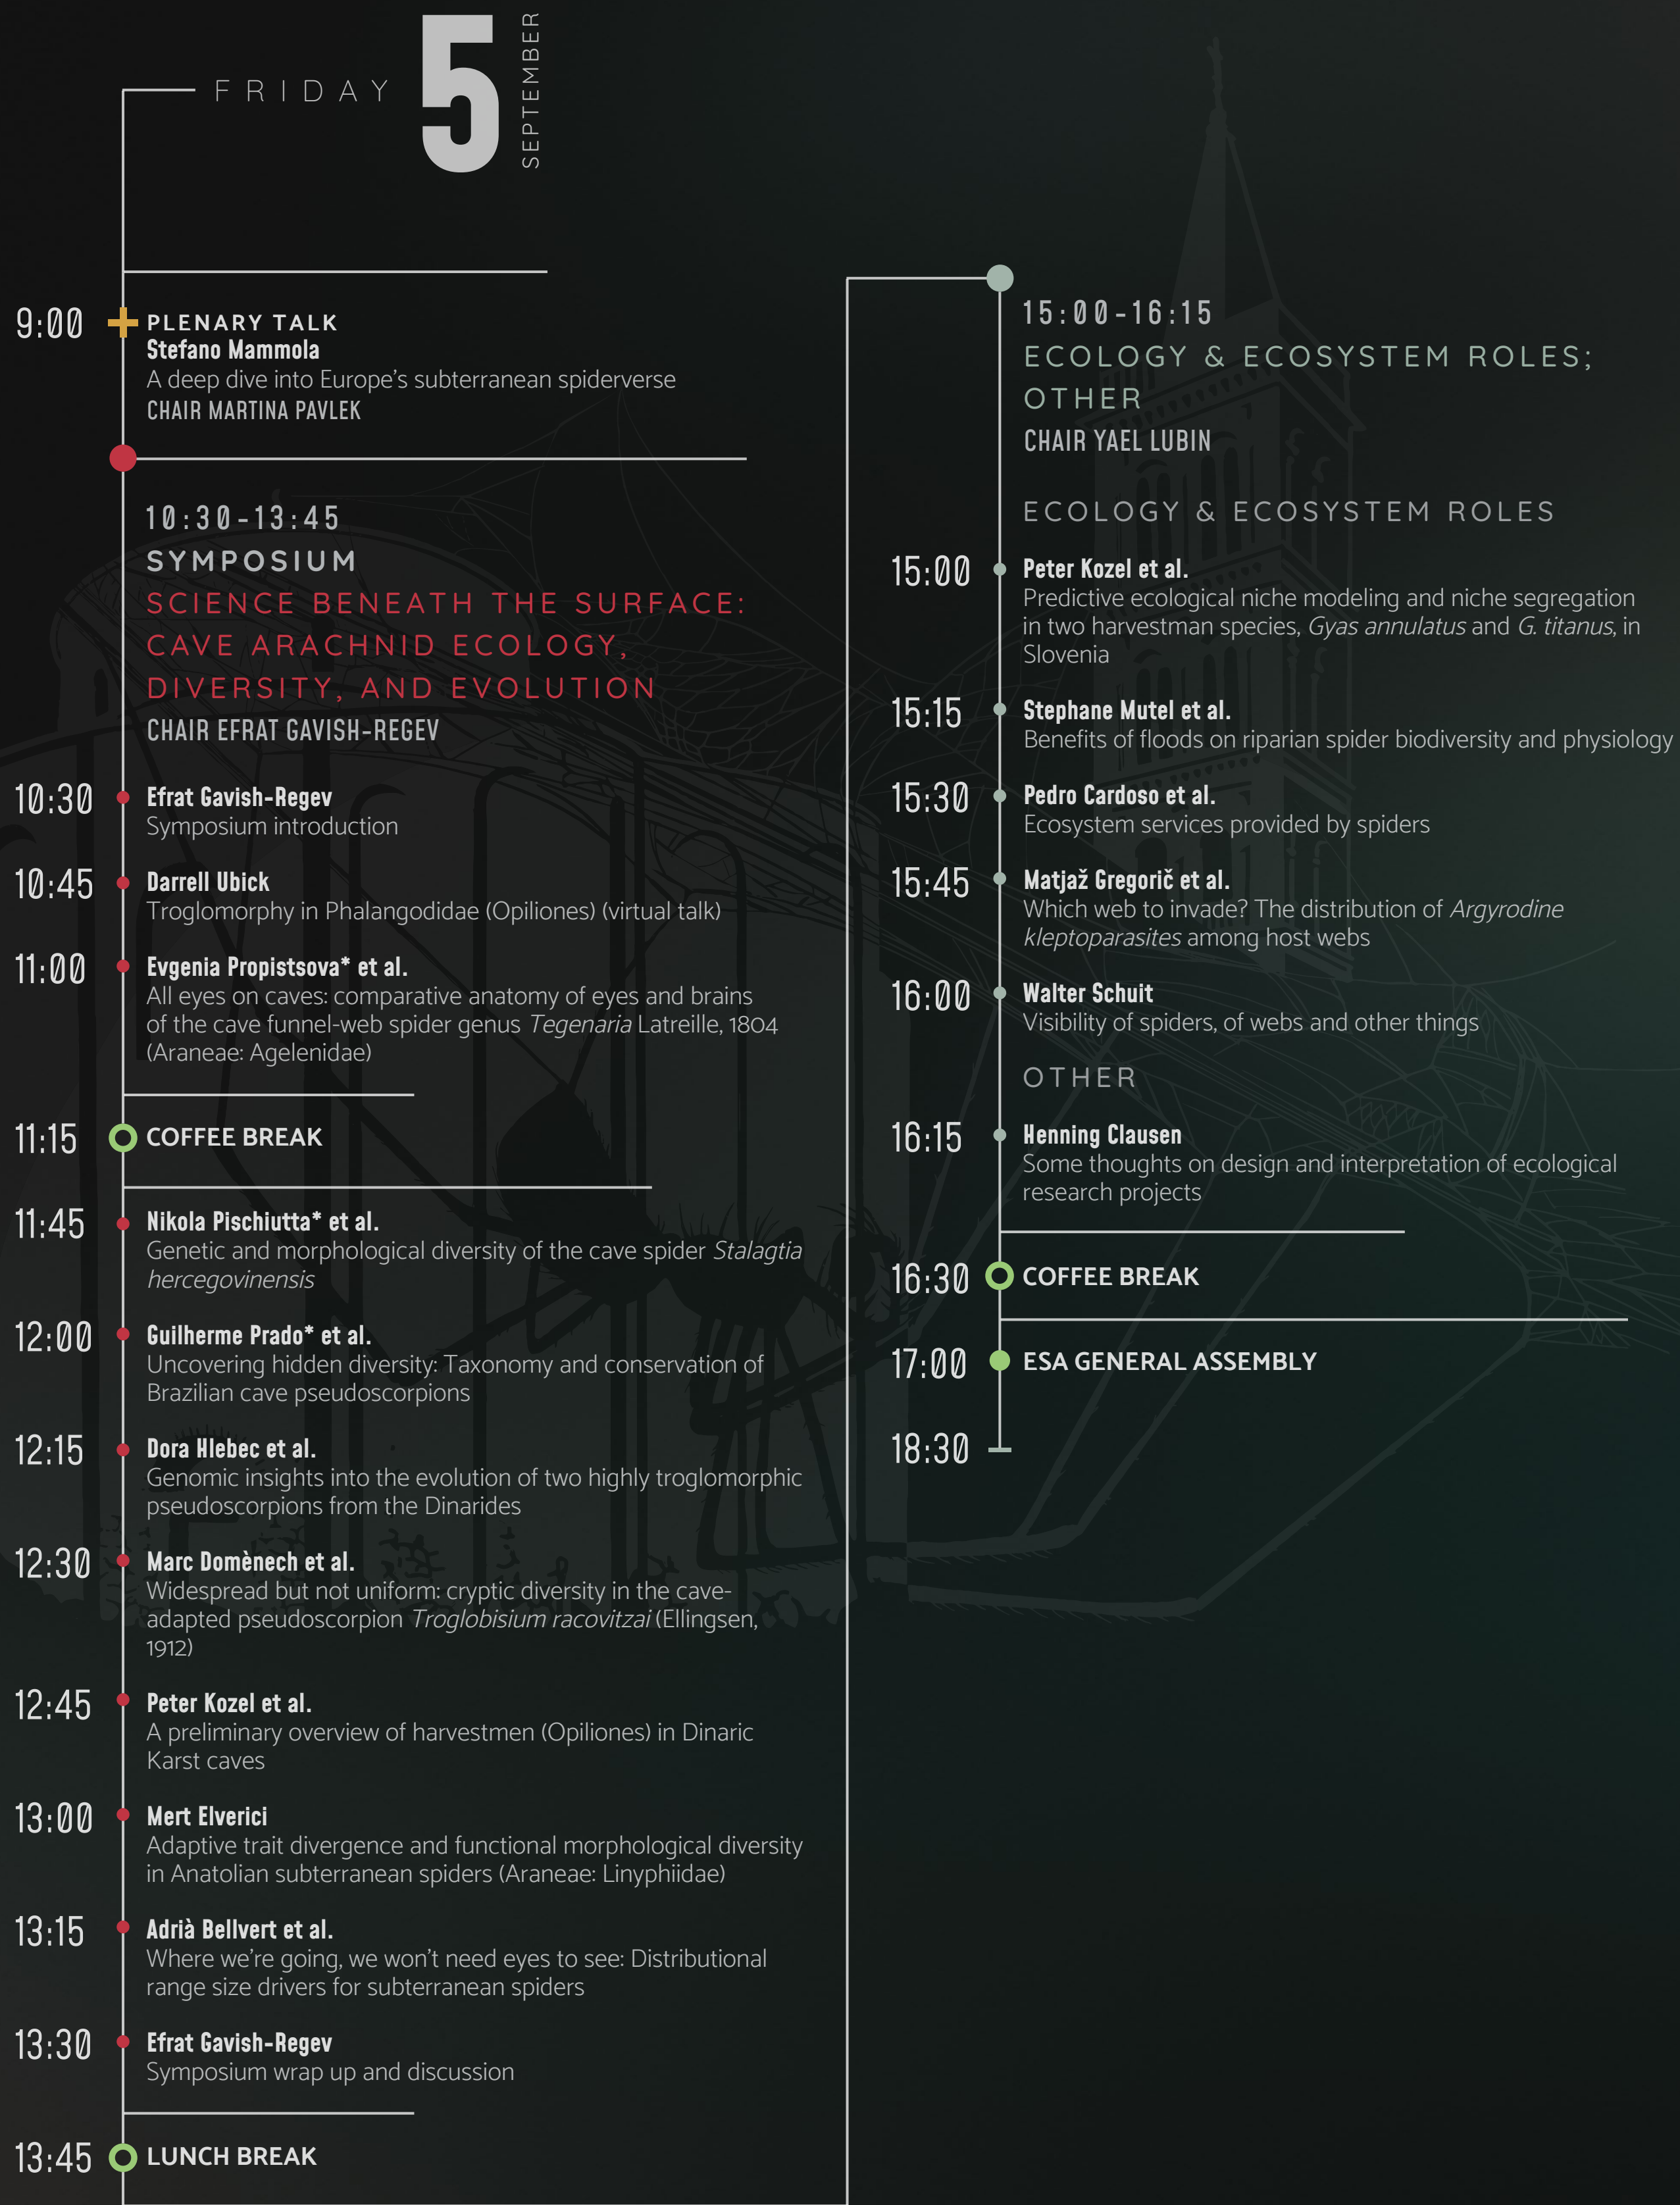 FRIDAY 5 SEPTEMBER
9:00 PLENARY TALK
Stefano Mammola
A deep dive into Europe's subterranean spiderverse
CHAIR MARTINA PAVLEK
10:30-13:45
SYMPOSIUM
SCIENCE BENEATH THE SURFACE:
CAVE ARACHNID ECOLOGY,
DIVERSITY, AND EVOLUTION
CHAIR EFRAT GAVISH-REGEV
10:30 Efrat Gavish-Regev
Symposium introduction
10:45 Darrell Ubick
Troglomorphy in Phalangodidae (Opiliones) (virtual talk)
11:00 Evgenia Propistsova* et al.
All eyes on caves: comparative anatomy of eyes and brains
of the cave funnel-web spider genus Tegenaria Latreille, 1804
(Araneae: Agelenidae)
11:15 COFFEE BREAK
11:45 Nikola Pischiutta* et al.
Genetic and morphological diversity of the cave spider Stalagtia
hercegovinensis
12:00 Guilherme Prado* et al.
Uncovering hidden diversity: Taxonomy and conservation of
Brazilian cave pseudoscorpions
12:15 Dora Hlebec et al.
Genomic insights into the evolution of two highly troglomorphic
pseudoscorpions from the Dinarides
12:30 Marc Domènech et al.
Widespread but not uniform: cryptic diversity in the cave-
adapted pseudoscorpion Troglobisium racovitzai (Ellingsen,
1912)
12:45 Peter Kozel et al.
A preliminary overview of harvestmen (Opiliones) in Dinaric
Karst caves
13:00 Mert Elverici
Adaptive trait divergence and functional morphological diversity
in Anatolian subterranean spiders (Araneae: Linyphiidae)
13:15 Adrià Bellvert et al.
Where we're going, we won't need eyes to see: Distributional
range size drivers for subterranean spiders
13:30 Efrat Gavish-Regev
Symposium wrap up and discussion
13:45 LUNCH BREAK
15:00-16:15
ECOLOGY & ECOSYSTEM ROLES;
OTHER
CHAIR YAEL LUBIN
ECOLOGY & ECOSYSTEM ROLES
15:00 Peter Kozel et al.
Predictive ecological niche modeling and niche segregation
in two harvestman species, Gyas annulatus and G. titanus, in
Slovenia
15:15 Stephane Mutel et al.
Benefits of floods on riparian spider biodiversity and physiology
15:30 Pedro Cardoso et al.
Ecosystem services provided by spiders
15:45 Matjaž Gregorič et al.
Which web to invade? The distribution of Argyrodine
kleptoparasites among host webs
16:00 Walter Schuit
Visibility of spiders, of webs and other things
OTHER
16:15 Henning Clausen
Some thoughts on design and interpretation of ecological
research projects
16:30 COFFEE BREAK
17:00 ESA GENERAL ASSEMBLY
18:30